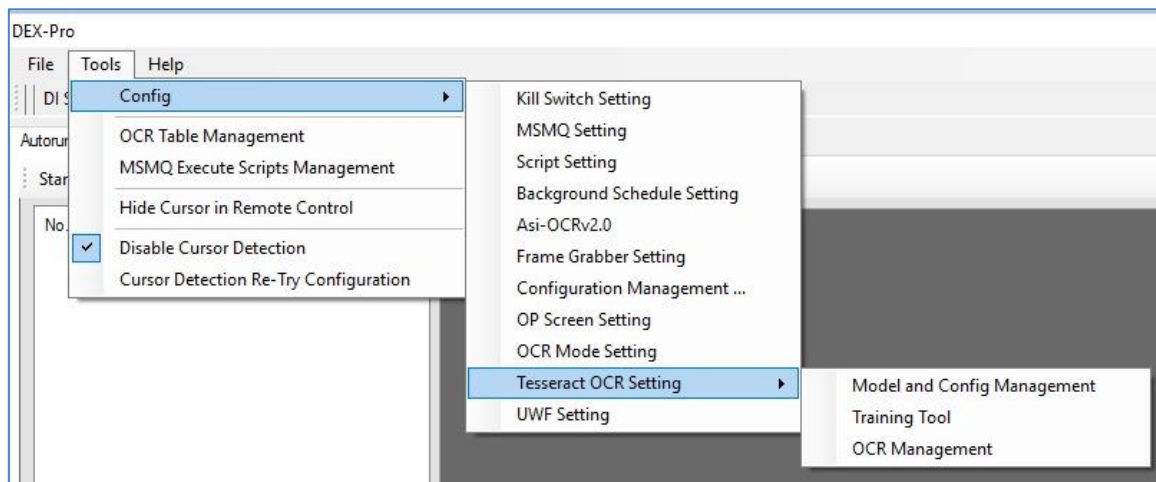 DEX-Pro
File Tools Help
DI
Config
Autorun
OCR Table Management
MSMQ Execute Scripts Management
Star
Hide Cursor in Remote Control
No.
Disable Cursor Detection
Cursor Detection Re-Try Configuration
Kill Switch Setting
MSMQ Setting
Script Setting
Background Schedule Setting
Asi-OCRv2.0
Frame Grabber Setting
Configuration Management ...
OP Screen Setting
OCR Mode Setting
Tesseract OCR Setting
UWF Setting
Model and Config Management
Training Tool
OCR Management